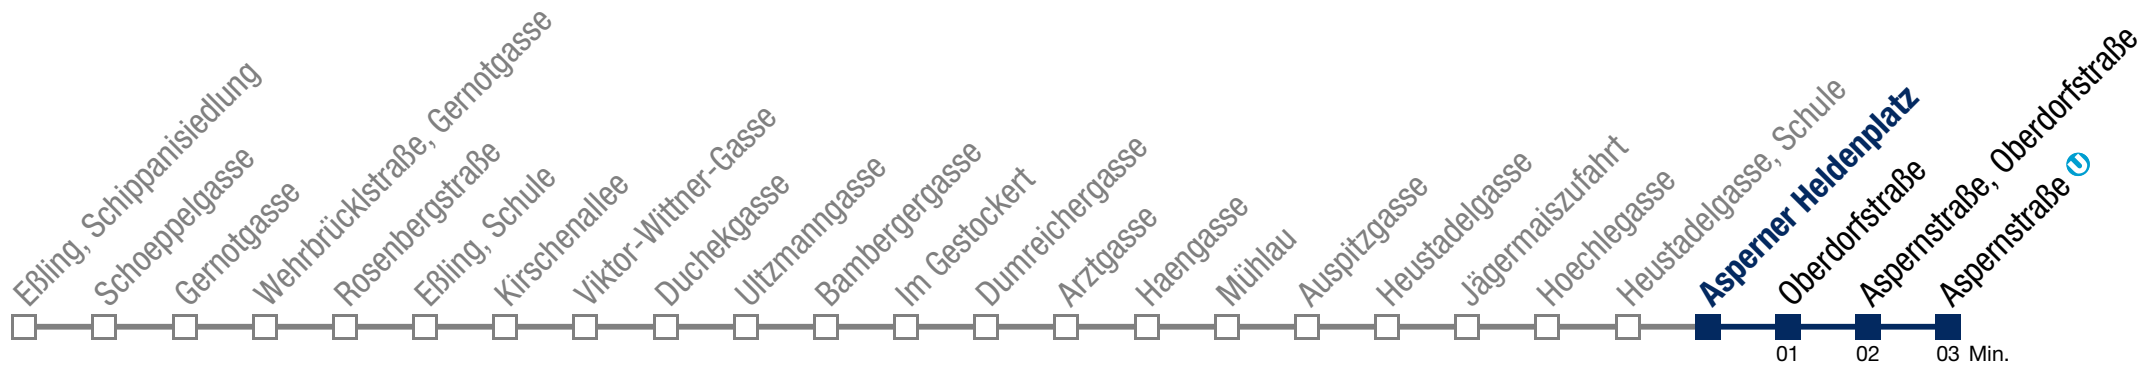 Eßling, Schippanisiedlung
Schoeppelgasse
Gernotgasse
Wehrbrücklstraße, Gernotgasse
Rosenbergstraße
Eßling, Schule
Kirschenallee
Viktor-Wittner-Gasse
Duchekgasse
Ultzmanngasse
Bambergergasse
Im Gestockert
Dumreichergasse
Arztgasse
Haengasse
Mühlau
Auspitzgasse
Heustadelgasse
Jägermaiszufahrt
Hoechlegasse
Heustadelgasse, Schule
Asperner Heldenplatz
Oberdorfstraße
Aspernstraße, Oberdorfstraße
Aspernstraße U
01 02 03 Min.